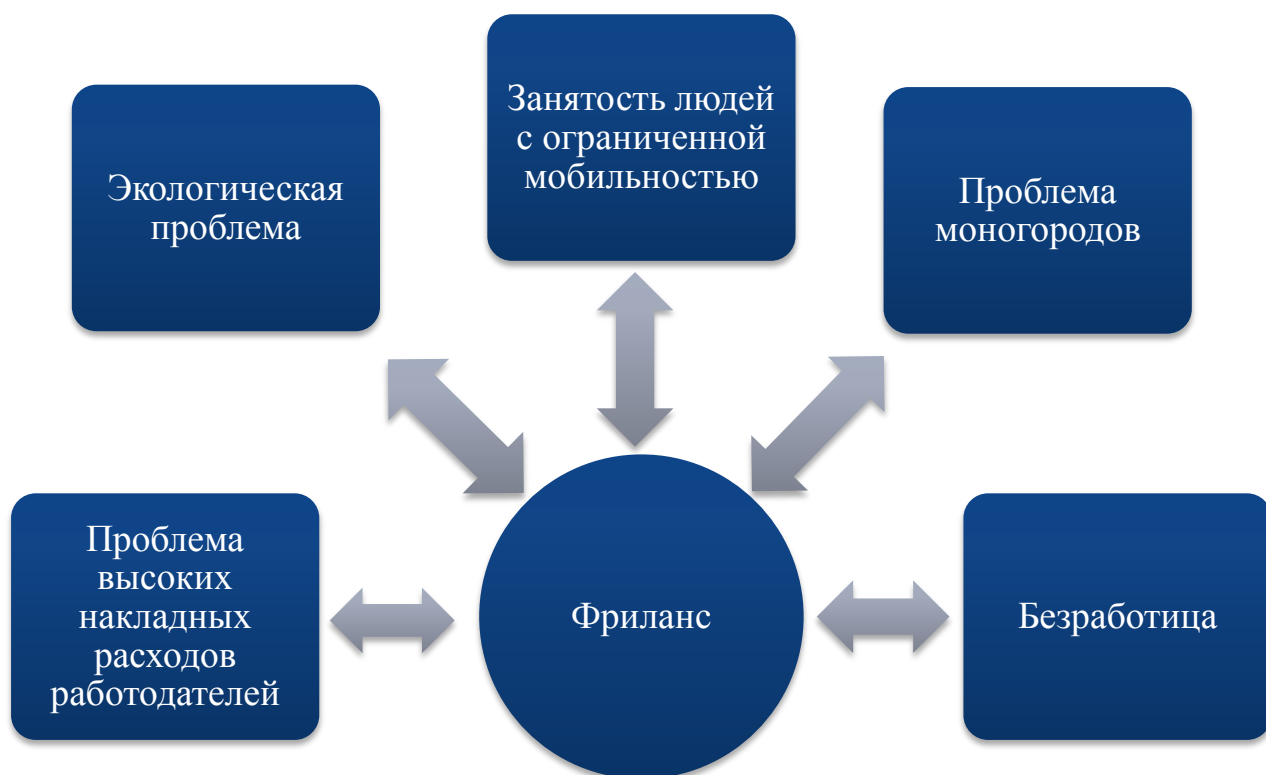 Экологическая
проблема
Занятость людей
с ограниченной
мобильностью
Проблема
моногородов
Проблема
высоких
накладных
расходов
работодателей
Фриланс
Безработица